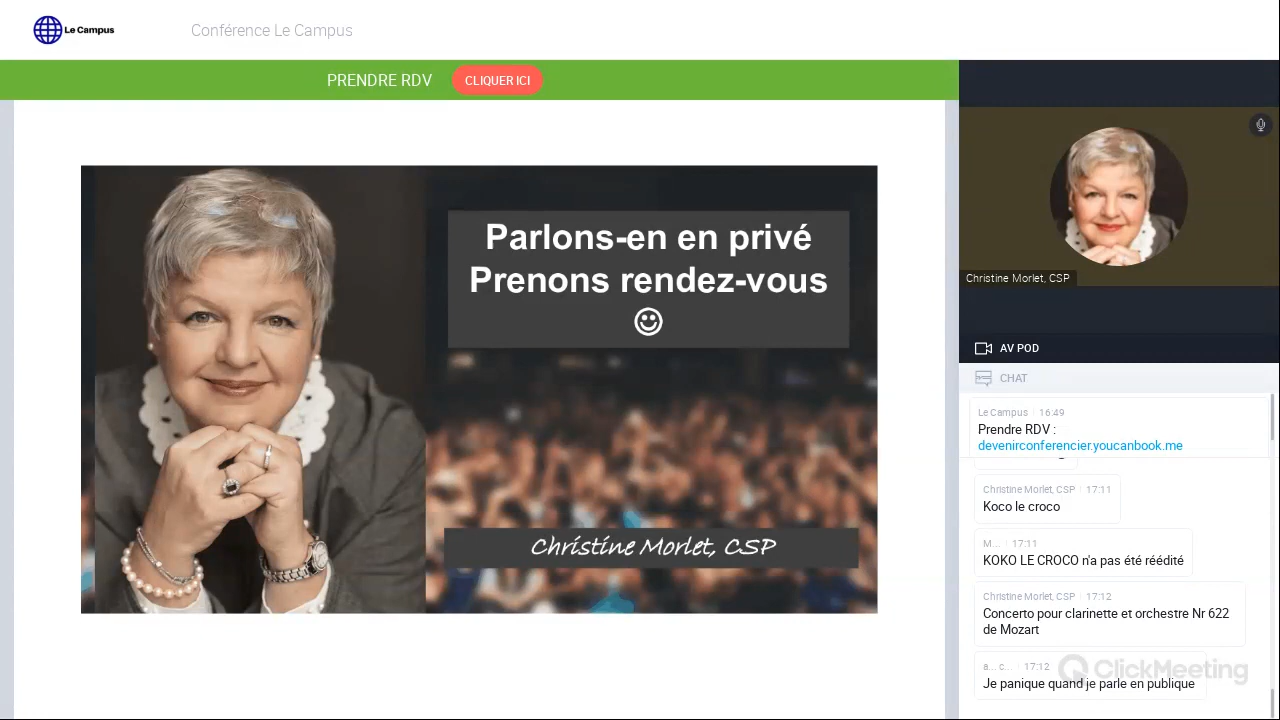 Le Campus
Conférence Le Campus
PRENDRE RDV
CLIQUER ICI
Parlons-en en privé
Prenons rendez-vous
Christine Morlet, CSP
Christine Morlet, CSP
AV POD
CHAT
Le Campus 16:49
Prendre RDV :
devenirconferencier.youcanbook.me
Christine Morlet, CSP 17:11
Koco le croco
M... 17:11
KOKO LE CROCO n'a pas été réédité
Christine Morlet, CSP 17:12
Concerto pour clarinette et orchestre Nr 622
de Mozart
a... c... 17:12
Je panique quand je parle en publique
ClickMeeting